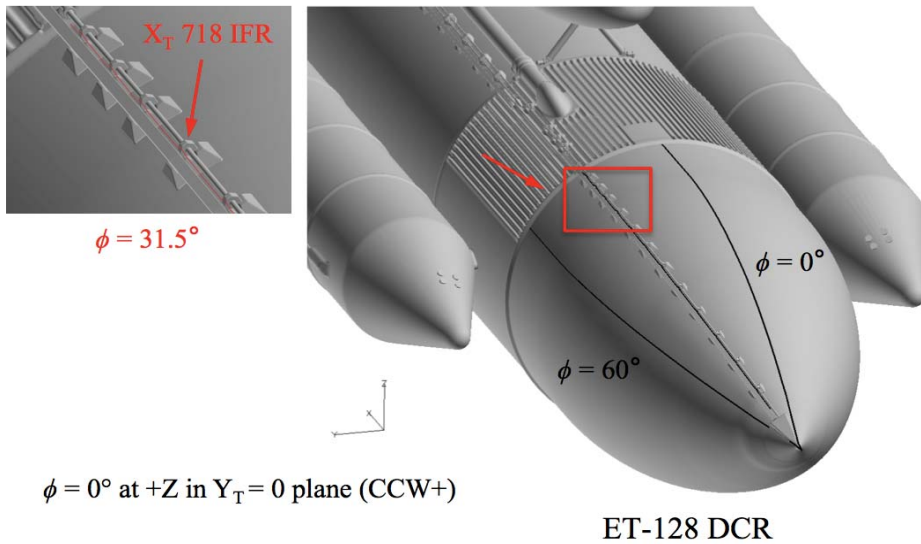 X_T 718 IFR
ϕ = 31.5°
ϕ = 0°
ϕ = 60°
Z
X
Y
ϕ = 0° at +Z in Y_T = 0 plane (CCW+)
ET-128 DCR